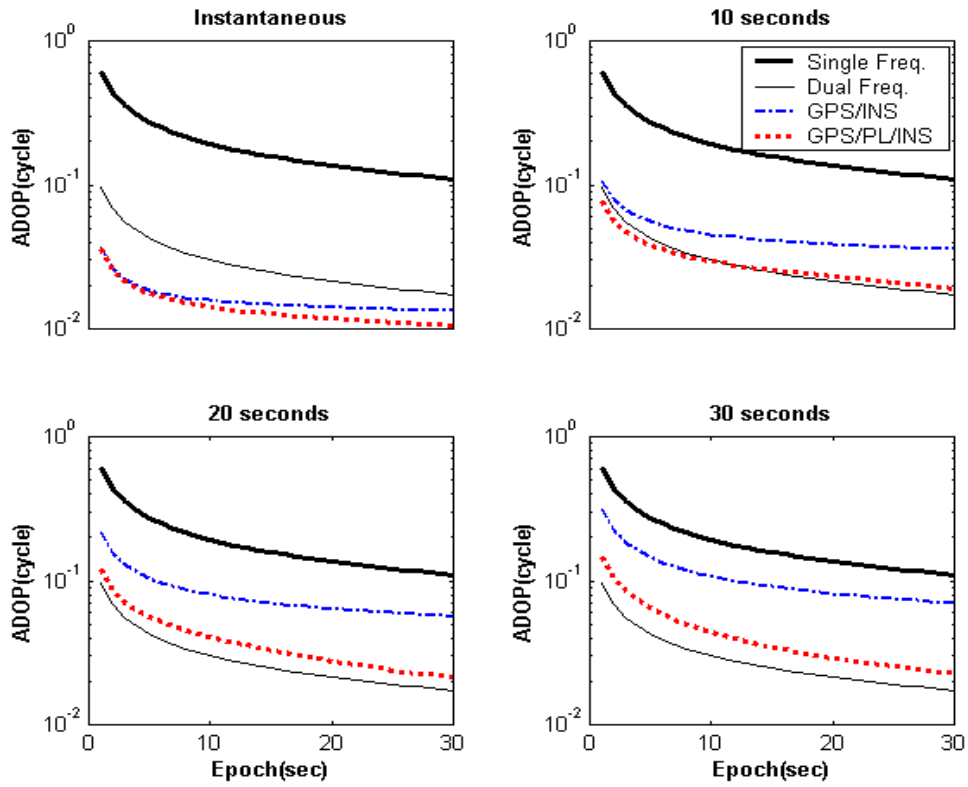 Instantaneous
10^0
10^-1
10^-2
ADOP(cycle)
10 seconds
10^0
10^-1
10^-2
ADOP(cycle)
Single Freq.
Dual Freq.
GPS/INS
GPS/PL/INS
20 seconds
10^0
10^-1
10^-2
ADOP(cycle)
0 10 20 30
Epoch(sec)
30 seconds
10^0
10^-1
10^-2
ADOP(cycle)
0 10 20 30
Epoch(sec)